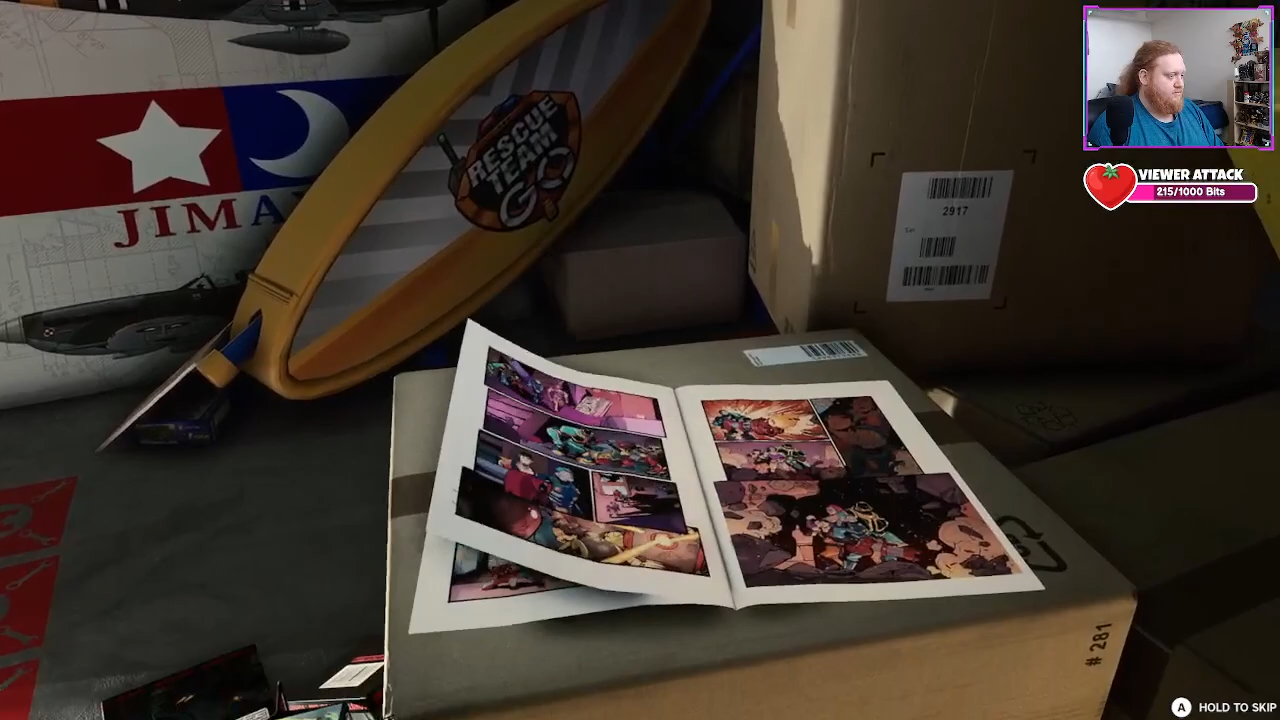 JIMA
RESCUE
TEAM
GO
2917
VIEWER ATTACK
215/1000 Bits
# 281
A HOLD TO SKIP